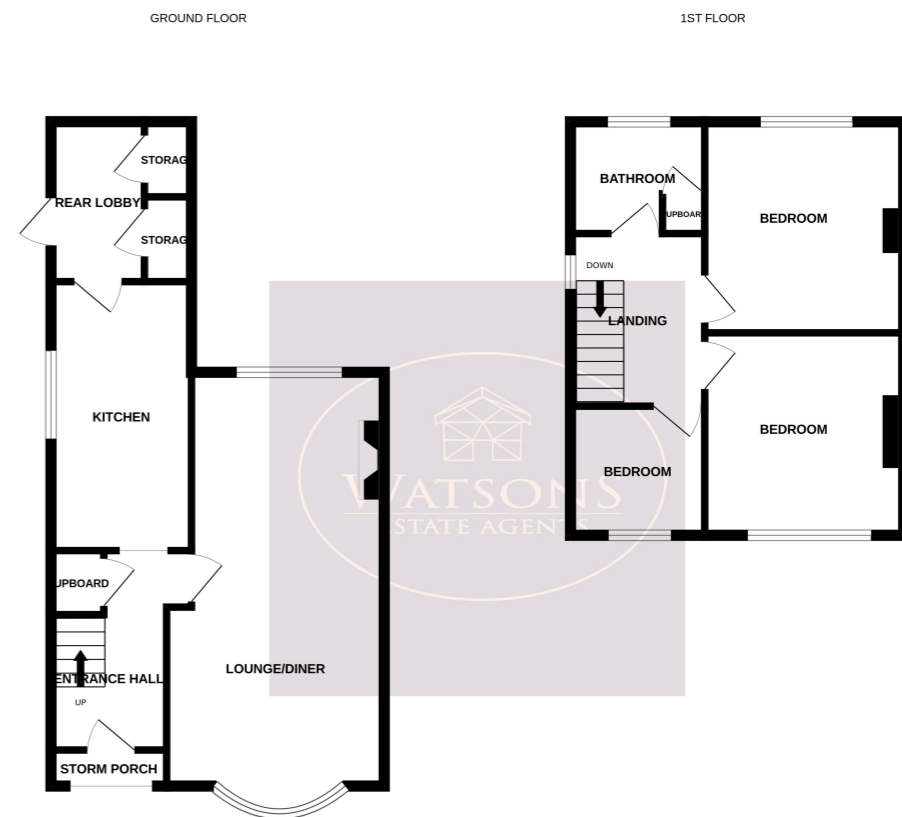 GROUND FLOOR
1ST FLOOR
STORAG
REAR LOBBY
STORAG
KITCHEN
UPBOARD
ENTRANCE HALL
UP
STORM PORCH
LOUNGE/DINER
BATHROOM
UPBOAR
BEDROOM
DOWN
LANDING
BEDROOM
BEDROOM
WATSONS
ESTATE AGENTS